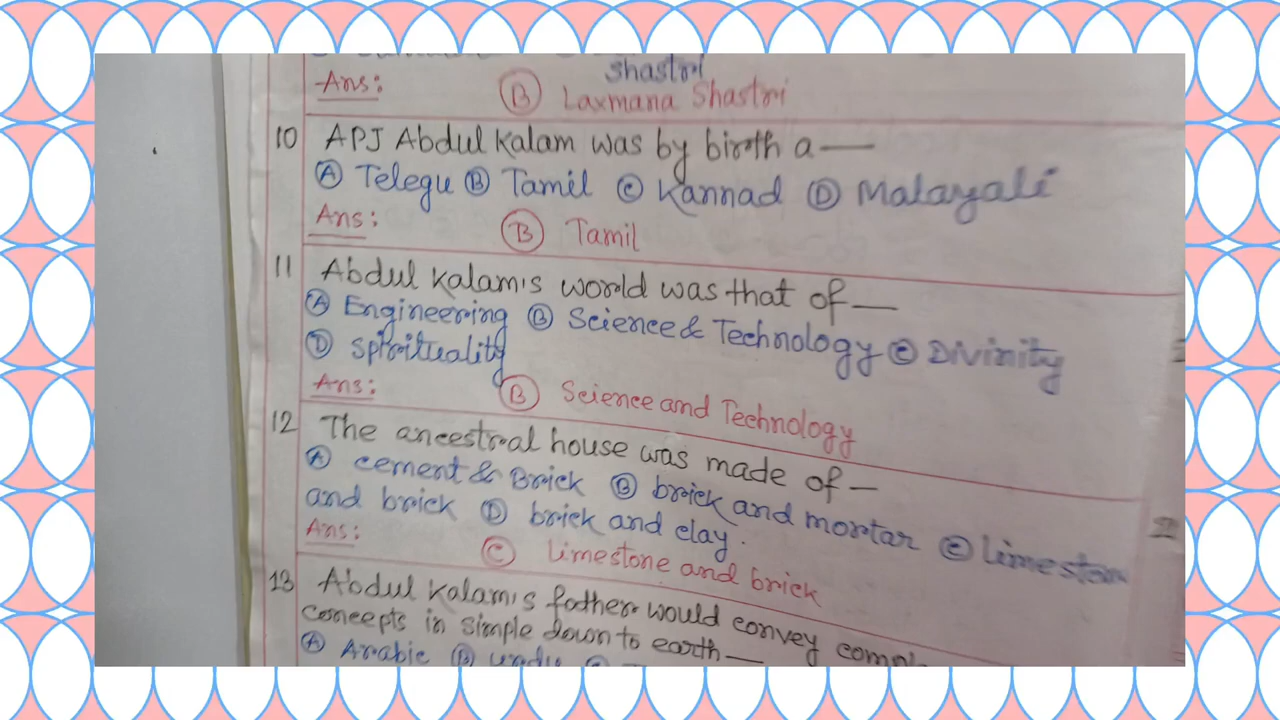 shastri
Ans: (B) Laxmana Shastri
10 APJ Abdul Kalam was by birth a —
(A) Telegu (B) Tamil (C) Kannad (D) Malayali
Ans: (B) Tamil
11 Abdul Kalam's world was that of —
(A) Engineering (B) Science & Technology (C) Divinity
(D) Spirituality
Ans: (B) Science and Technology
12 The ancestral house was made of —
(A) cement & Brick (B) brick and mortar (C) limestone
and brick (D) brick and clay.
Ans: (C) limestone and brick
13 Abdul Kalam's father would convey
concepts in simple down to earth —
(A) Arabic (B) urdu (C)